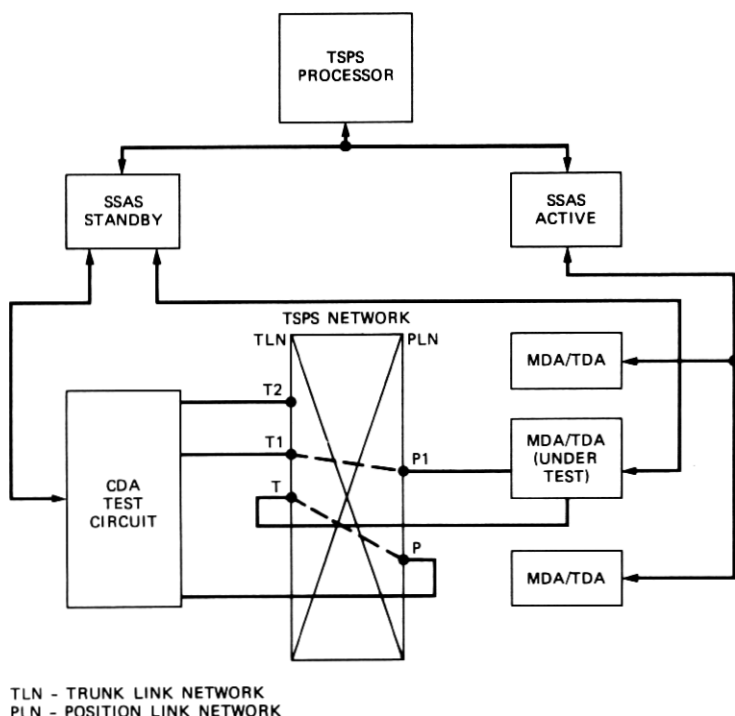 TSPS
PROCESSOR
SSAS
STANDBY
SSAS
ACTIVE
TSPS NETWORK
TLN
PLN
MDA/TDA
T2
T1
P1
MDA/TDA
(UNDER
TEST)
CDA
TEST
CIRCUIT
T
P
MDA/TDA
TLN - TRUNK LINK NETWORK
PLN - POSITION LINK NETWORK